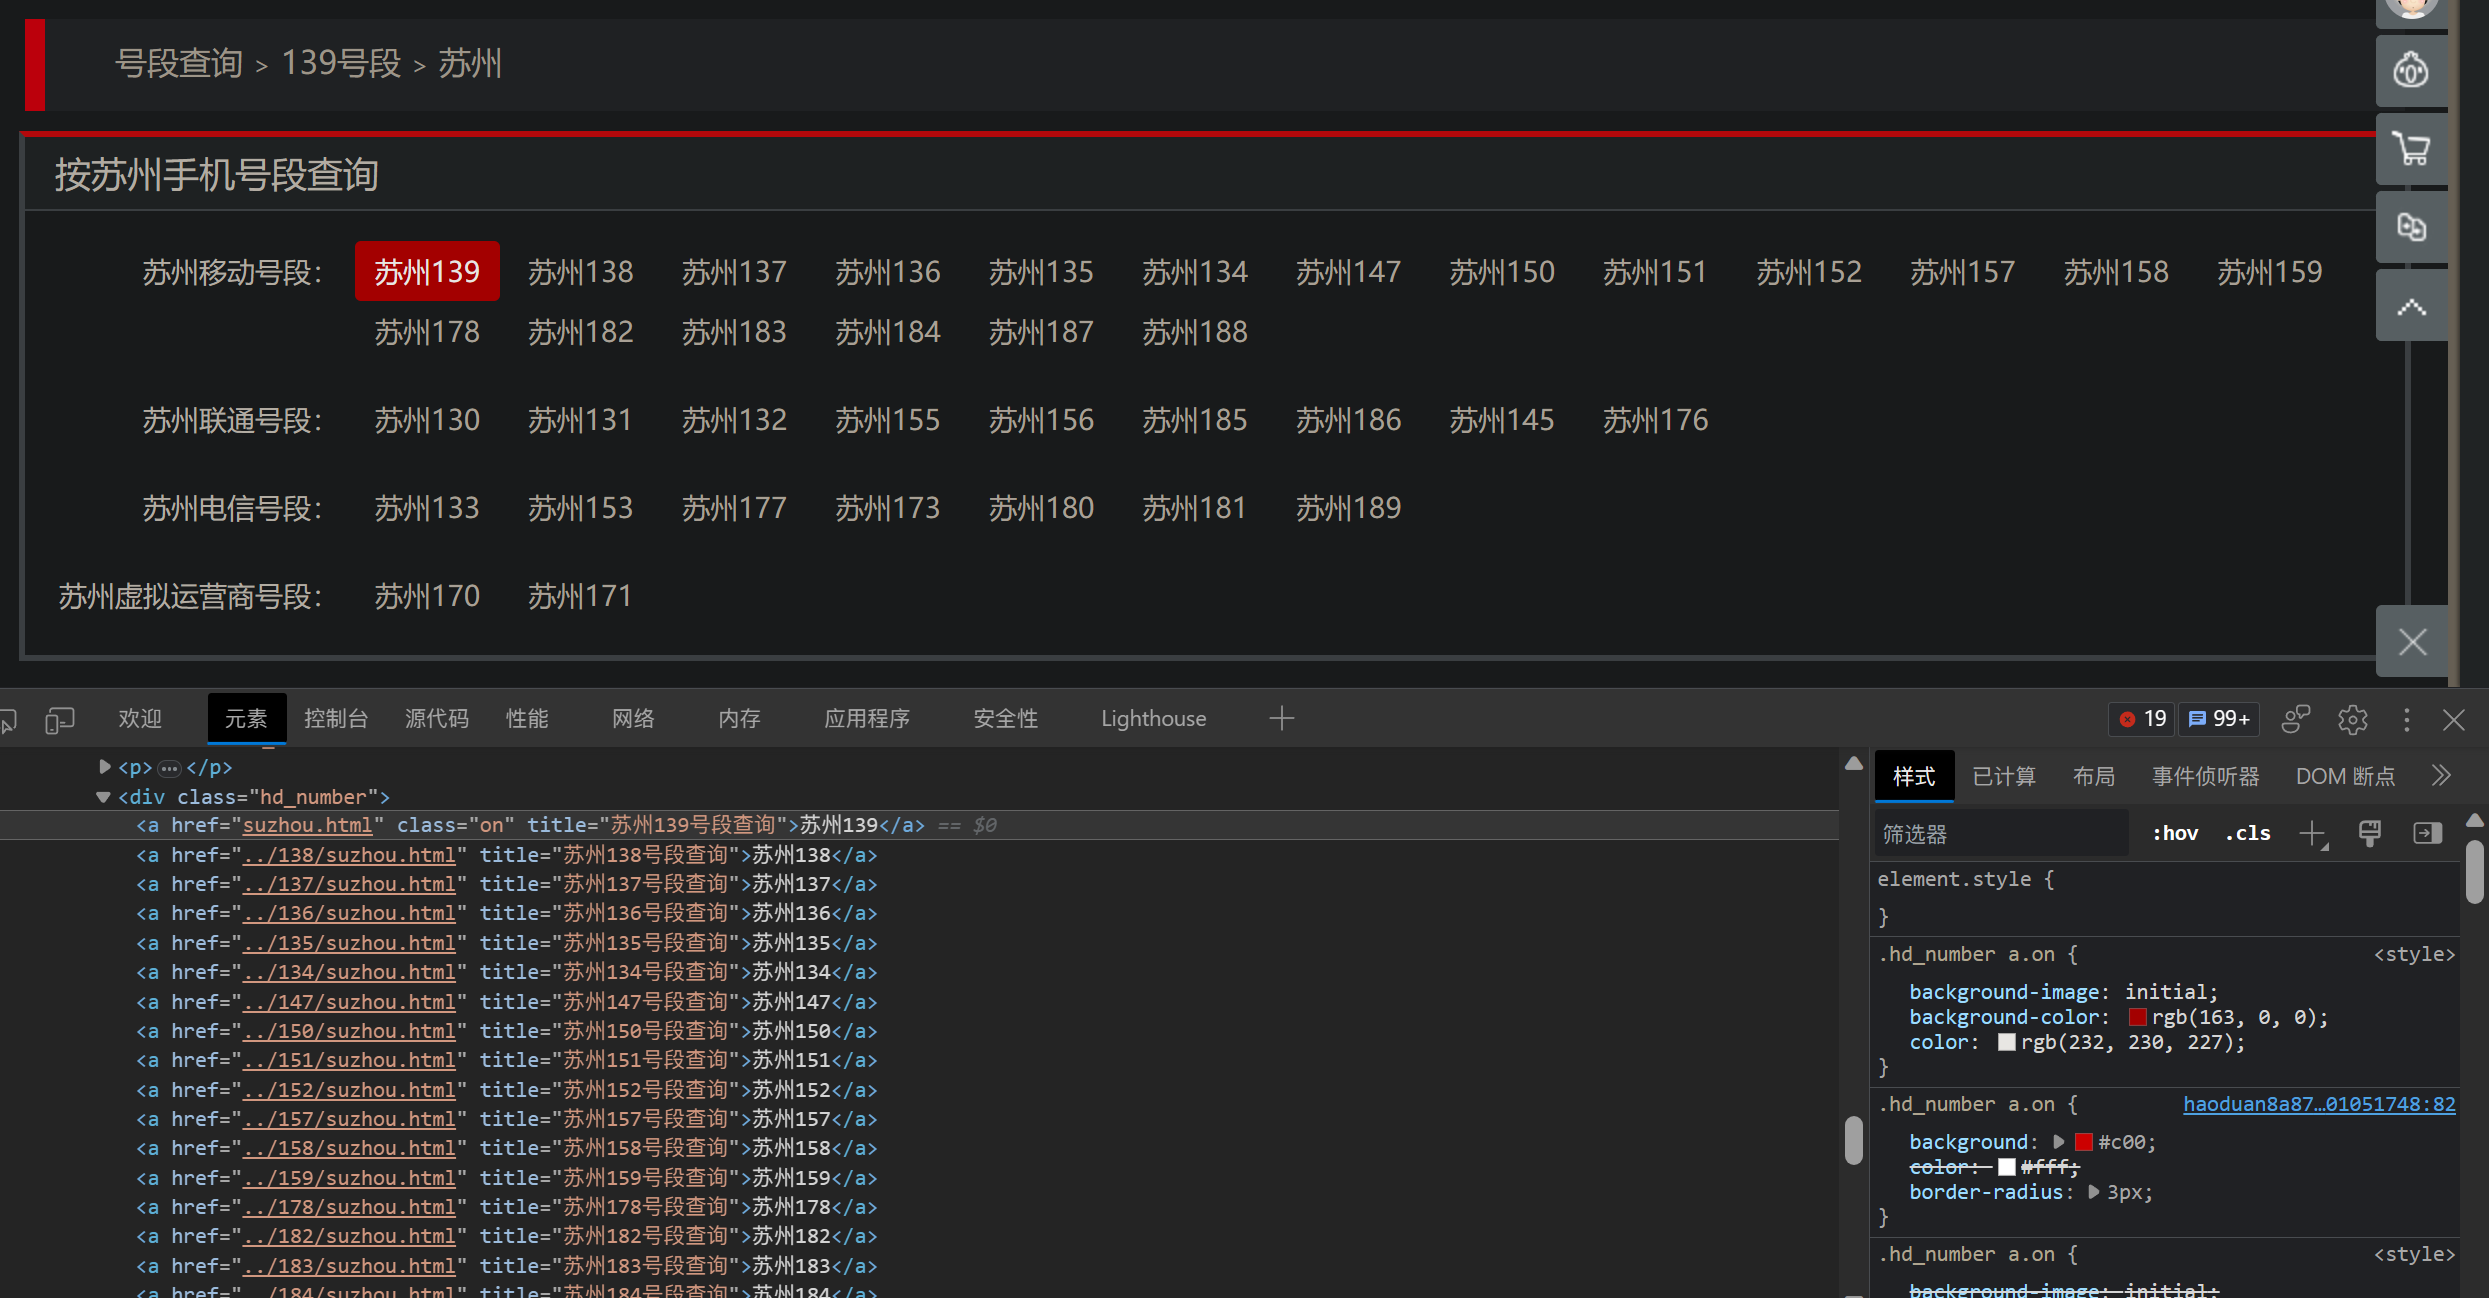 号段查询 > 139号段 > 苏州
按苏州手机号段查询
苏州移动号段： 苏州139 苏州138 苏州137 苏州136 苏州135 苏州134 苏州147 苏州150 苏州151 苏州152 苏州157 苏州158 苏州159
苏州178 苏州182 苏州183 苏州184 苏州187 苏州188
苏州联通号段： 苏州130 苏州131 苏州132 苏州155 苏州156 苏州185 苏州186 苏州145 苏州176
苏州电信号段： 苏州133 苏州153 苏州177 苏州173 苏州180 苏州181 苏州189
苏州虚拟运营商号段： 苏州170 苏州171
欢迎 元素 控制台 源代码 性能 网络 内存 应用程序 安全性 Lighthouse 19 99+
<p>…</p>
<div class="hd_number">
<a href="suzhou.html" class="on" title="苏州139号段查询">苏州139</a> == $0
<a href="../138/suzhou.html" title="苏州138号段查询">苏州138</a>
<a href="../137/suzhou.html" title="苏州137号段查询">苏州137</a>
<a href="../136/suzhou.html" title="苏州136号段查询">苏州136</a>
<a href="../135/suzhou.html" title="苏州135号段查询">苏州135</a>
<a href="../134/suzhou.html" title="苏州134号段查询">苏州134</a>
<a href="../147/suzhou.html" title="苏州147号段查询">苏州147</a>
<a href="../150/suzhou.html" title="苏州150号段查询">苏州150</a>
<a href="../151/suzhou.html" title="苏州151号段查询">苏州151</a>
<a href="../152/suzhou.html" title="苏州152号段查询">苏州152</a>
<a href="../157/suzhou.html" title="苏州157号段查询">苏州157</a>
<a href="../158/suzhou.html" title="苏州158号段查询">苏州158</a>
<a href="../159/suzhou.html" title="苏州159号段查询">苏州159</a>
<a href="../178/suzhou.html" title="苏州178号段查询">苏州178</a>
<a href="../182/suzhou.html" title="苏州182号段查询">苏州182</a>
<a href="../183/suzhou.html" title="苏州183号段查询">苏州183</a>
<a href="../184/suzhou.html" title="苏州184号段查询">苏州184</a>
样式 已计算 布局 事件侦听器 DOM 断点
筛选器 :hov .cls
element.style {
}
.hd_number a.on { <style>
background-image: initial;
background-color: rgb(163, 0, 0);
color: rgb(232, 230, 227);
}
.hd_number a.on { haoduan8a87…01051748:82
background: #c00;
color: #fff;
border-radius: 3px;
}
.hd_number a.on { <style>
background-image: initial;